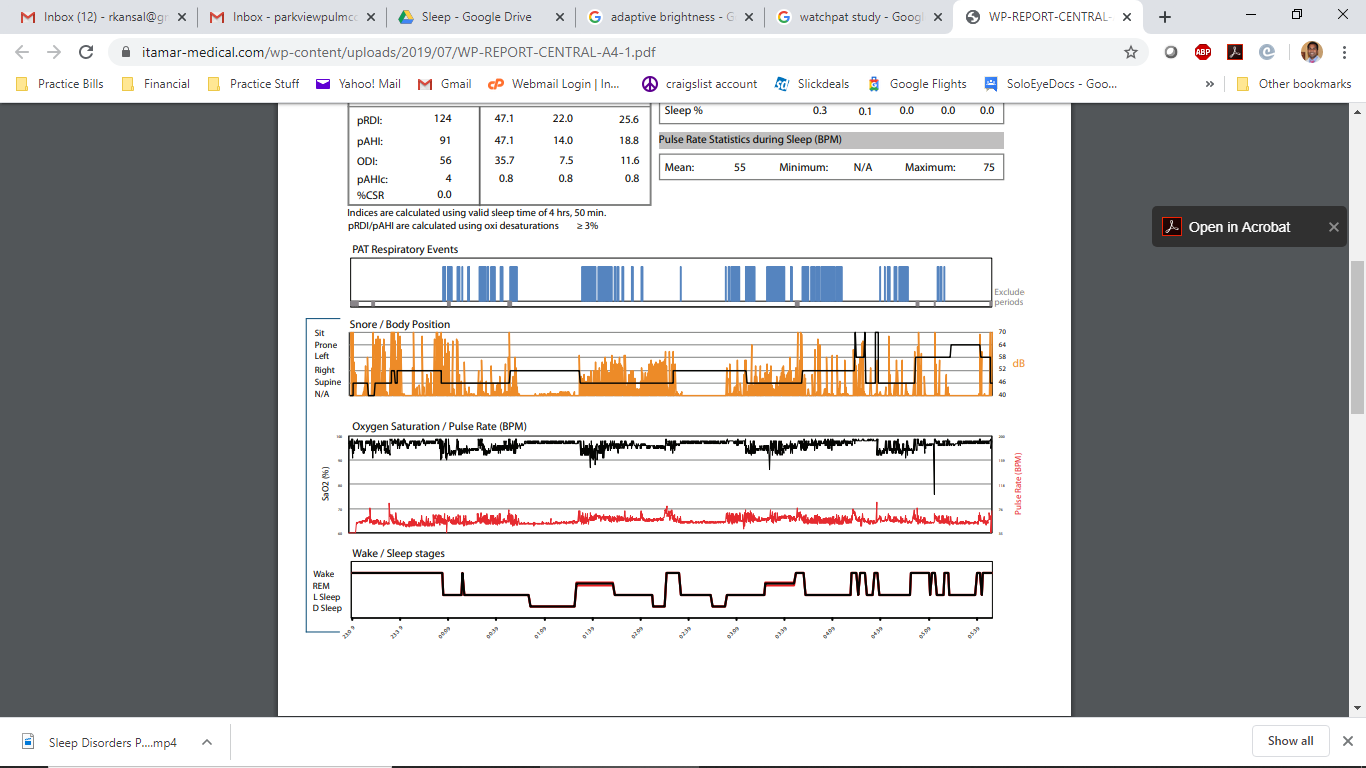 Inbox (12) - rkansal@gr
Inbox - parkviewpulmcc
Sleep - Google Drive
adaptive brightness - G
watchpat study - Goog
WP-REPORT-CENTRAL-
itamar-medical.com/wp-content/uploads/2019/07/WP-REPORT-CENTRAL-A4-1.pdf
ABP
Practice Bills
Financial
Practice Stuff
Yahoo! Mail
Gmail
Webmail Login | In...
craigslist account
Slickdeals
Google Flights
SoloEyeDocs - Goo...
»
Other bookmarks
pRDI: 124 47.1 22.0 25.6
pAHI: 91 47.1 14.0 18.8
ODI: 56 35.7 7.5 11.6
pAHIc: 4 0.8 0.8 0.8
%CSR 0.0
Sleep % 0.3 0.1 0.0 0.0 0.0
Pulse Rate Statistics during Sleep (BPM)
Mean: 55 Minimum: N/A Maximum: 75
Indices are calculated using valid sleep time of 4 hrs, 50 min.
pRDI/pAHI are calculated using oxi desaturations ≥ 3%
Open in Acrobat
PAT Respiratory Events
Exclude
periods
Snore / Body Position
Sit
Prone
Left
Right
Supine
N/A
70
64
58
52
46
40
dB
Oxygen Saturation / Pulse Rate (BPM)
SaO2 (%)
Pulse Rate (BPM)
Wake / Sleep stages
Wake
REM
L Sleep
D Sleep
Sleep Disorders P....mp4
Show all